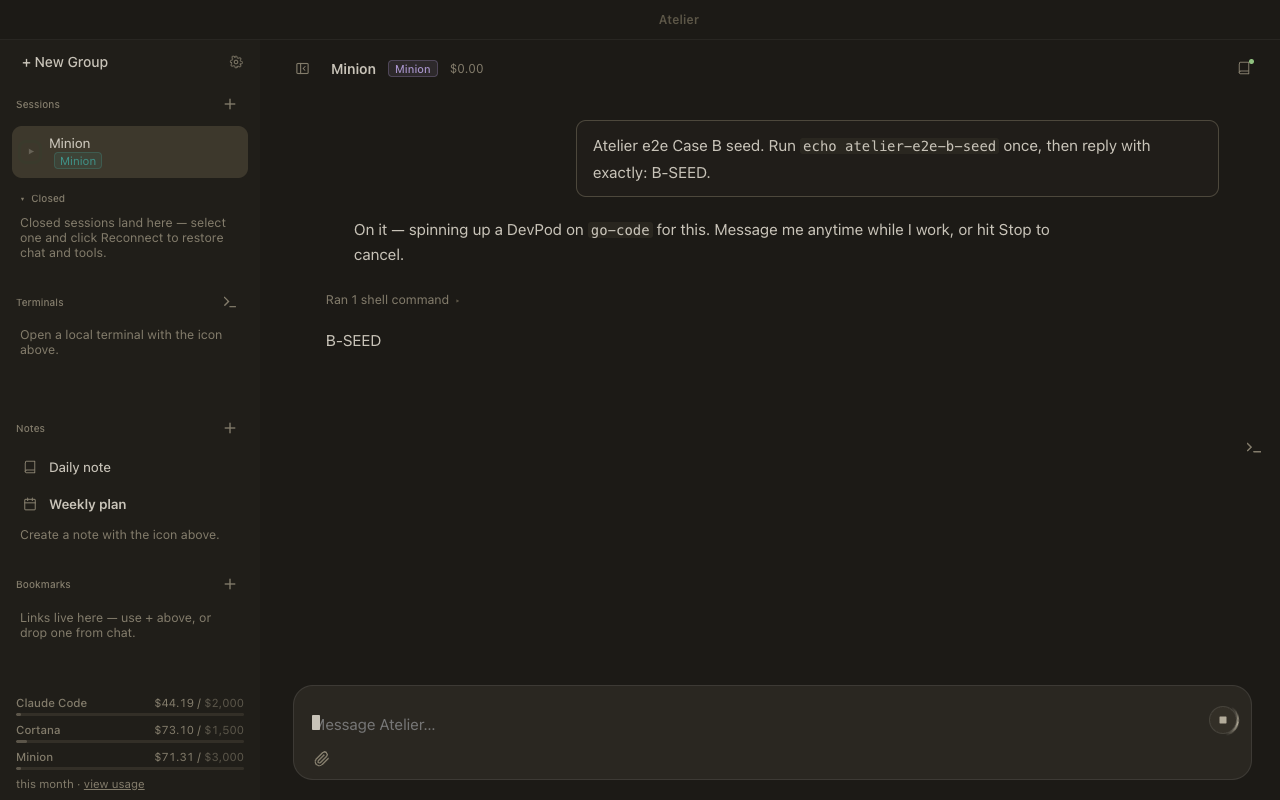 Atelier
+ New Group
Sessions
Minion
Minion
Closed
Closed sessions land here — select
one and click Reconnect to restore
chat and tools.
Terminals
Open a local terminal with the icon
above.
Notes
Daily note
Weekly plan
Create a note with the icon above.
Bookmarks
Links live here — use + above, or
drop one from chat.
Claude Code $44.19 / $2,000
Cortana $73.10 / $1,500
Minion $71.31 / $3,000
this month · view usage
Minion Minion $0.00
Atelier e2e Case B seed. Run echo atelier-e2e-b-seed once, then reply with
exactly: B-SEED.
On it — spinning up a DevPod on go-code for this. Message me anytime while I work, or hit Stop to
cancel.
Ran 1 shell command
B-SEED
Message Atelier...